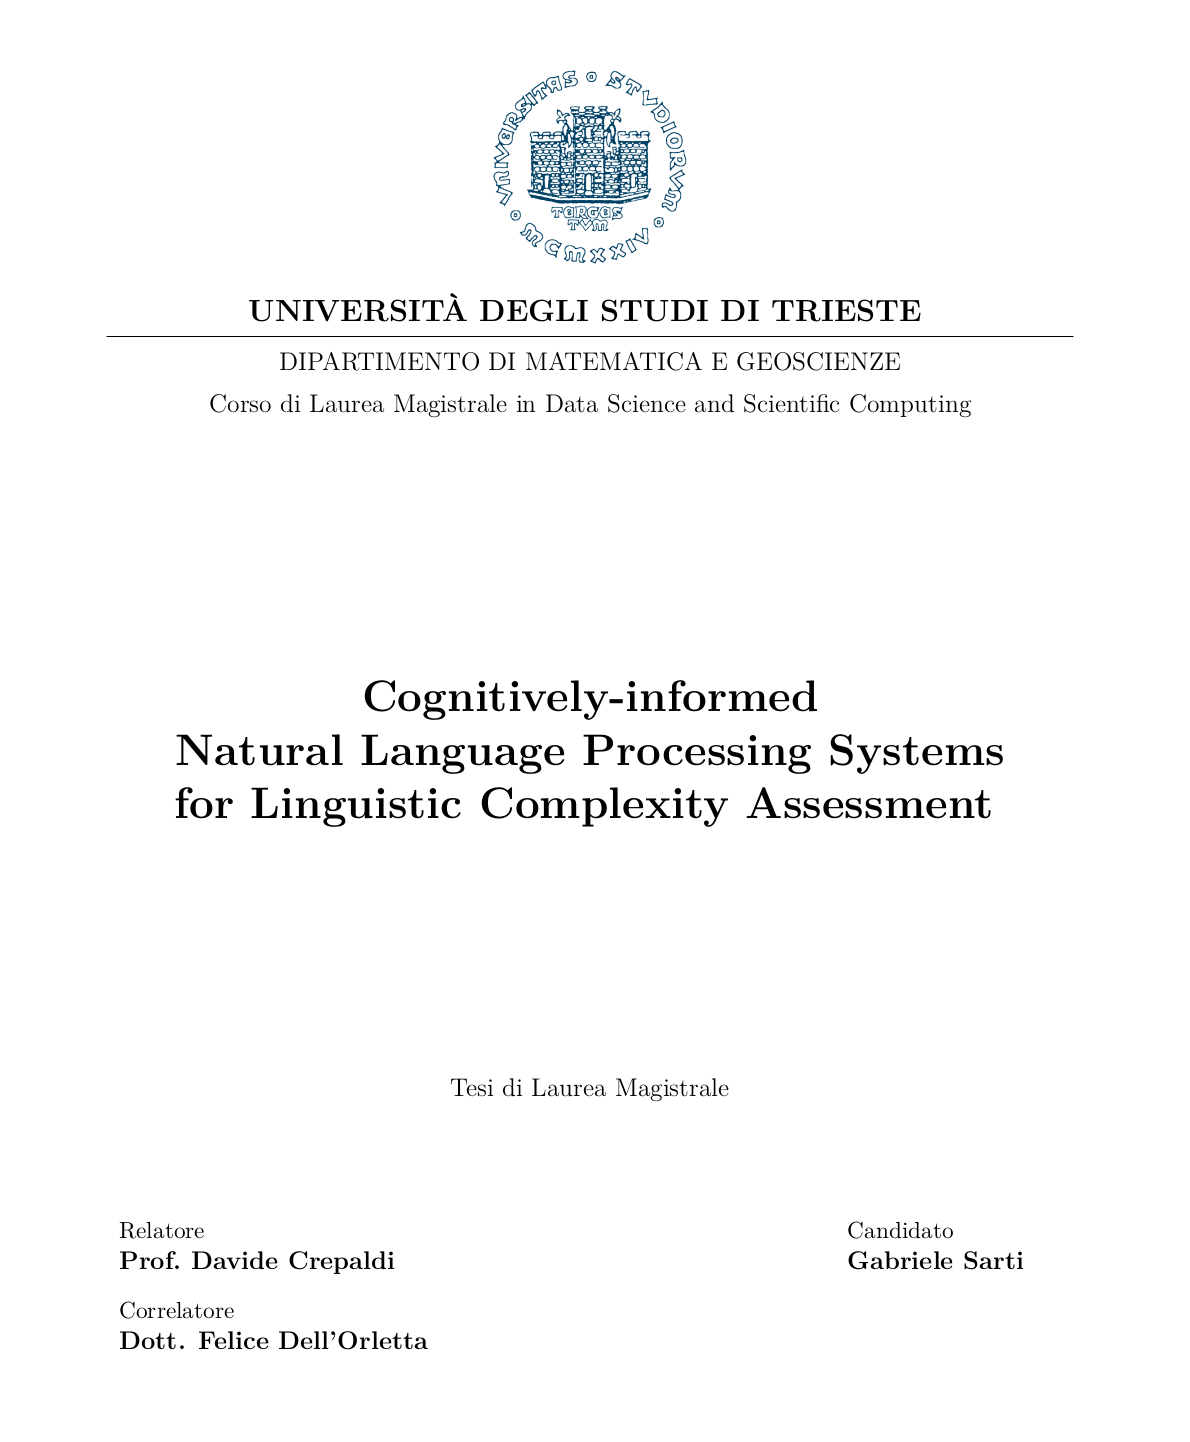 UNIVERSITAS STVDIORVM
MCMXXIV
TERGES
TVM
UNIVERSITÀ DEGLI STUDI DI TRIESTE
DIPARTIMENTO DI MATEMATICA E GEOSCIENZE
Corso di Laurea Magistrale in Data Science and Scientific Computing
Cognitively-informed
Natural Language Processing Systems
for Linguistic Complexity Assessment
Tesi di Laurea Magistrale
Relatore
Prof. Davide Crepaldi
Candidato
Gabriele Sarti
Correlatore
Dott. Felice Dell'Orletta